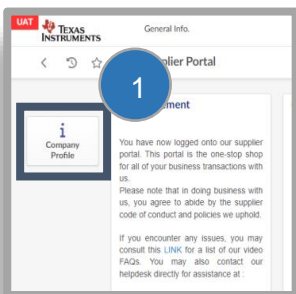 UAT
TEXAS
INSTRUMENTS
General Info.
plier Portal
1
ment
i
Company
Profile
You have now logged onto our supplier
portal. This portal is the one-stop shop
for all of your business transactions with
us.
Please note that in doing business with
us, you agree to abide by the supplier
code of conduct and policies we uphold.
If you encounter any issues, you may
consult this LINK for a list of our video
FAQs. You may also contact our
helpdesk directly for assistance at :